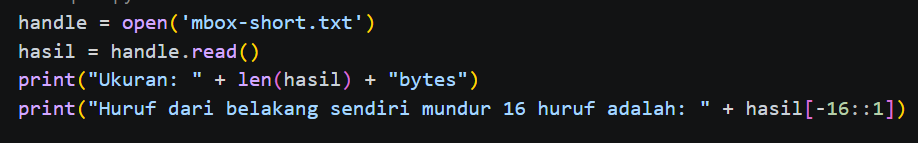 handle = open('mbox-short.txt')
hasil = handle.read()
print("Ukuran: " + len(hasil) + "bytes")
print("Huruf dari belakang sendiri mundur 16 huruf adalah: " + hasil[-16::1])